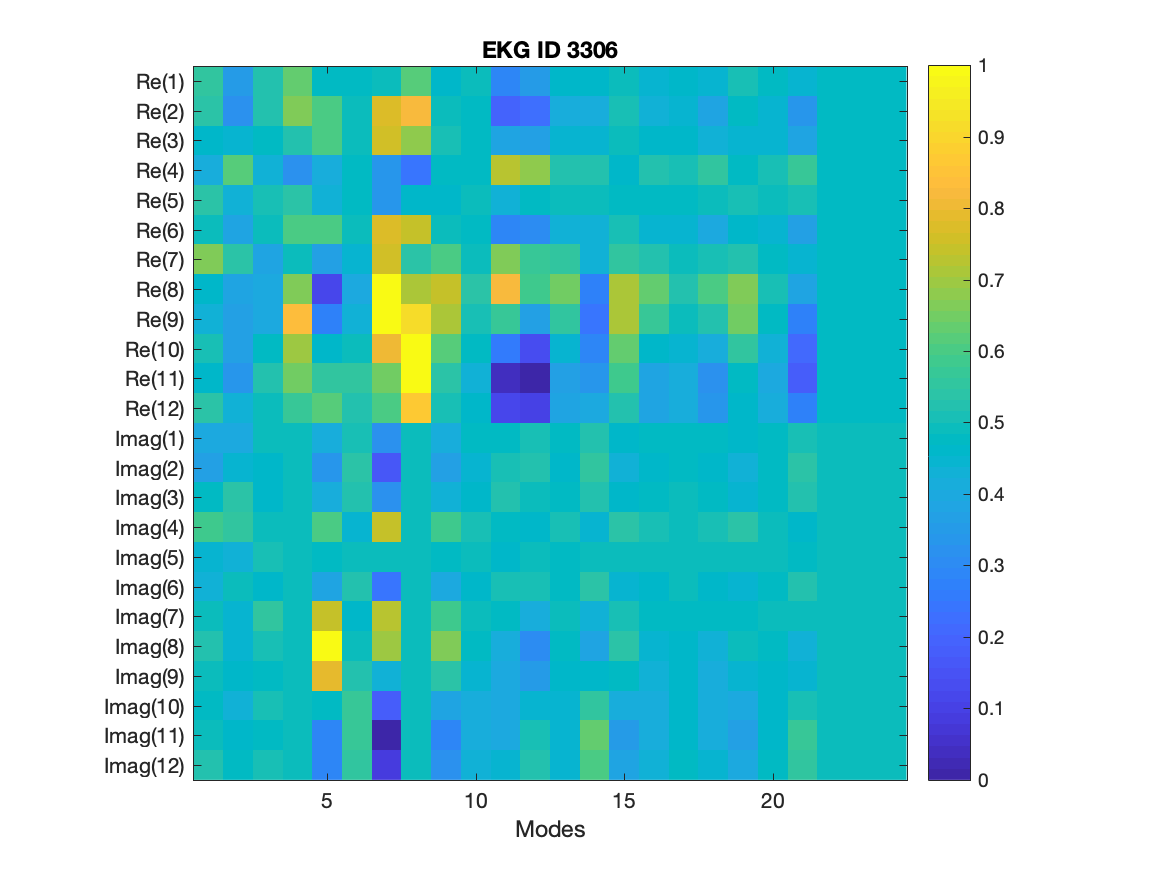 EKG ID 3306
Re(1)
Re(2)
Re(3)
Re(4)
Re(5)
Re(6)
Re(7)
Re(8)
Re(9)
Re(10)
Re(11)
Re(12)
Imag(1)
Imag(2)
Imag(3)
Imag(4)
Imag(5)
Imag(6)
Imag(7)
Imag(8)
Imag(9)
Imag(10)
Imag(11)
Imag(12)
5 10 15 20
Modes
1
0.9
0.8
0.7
0.6
0.5
0.4
0.3
0.2
0.1
0